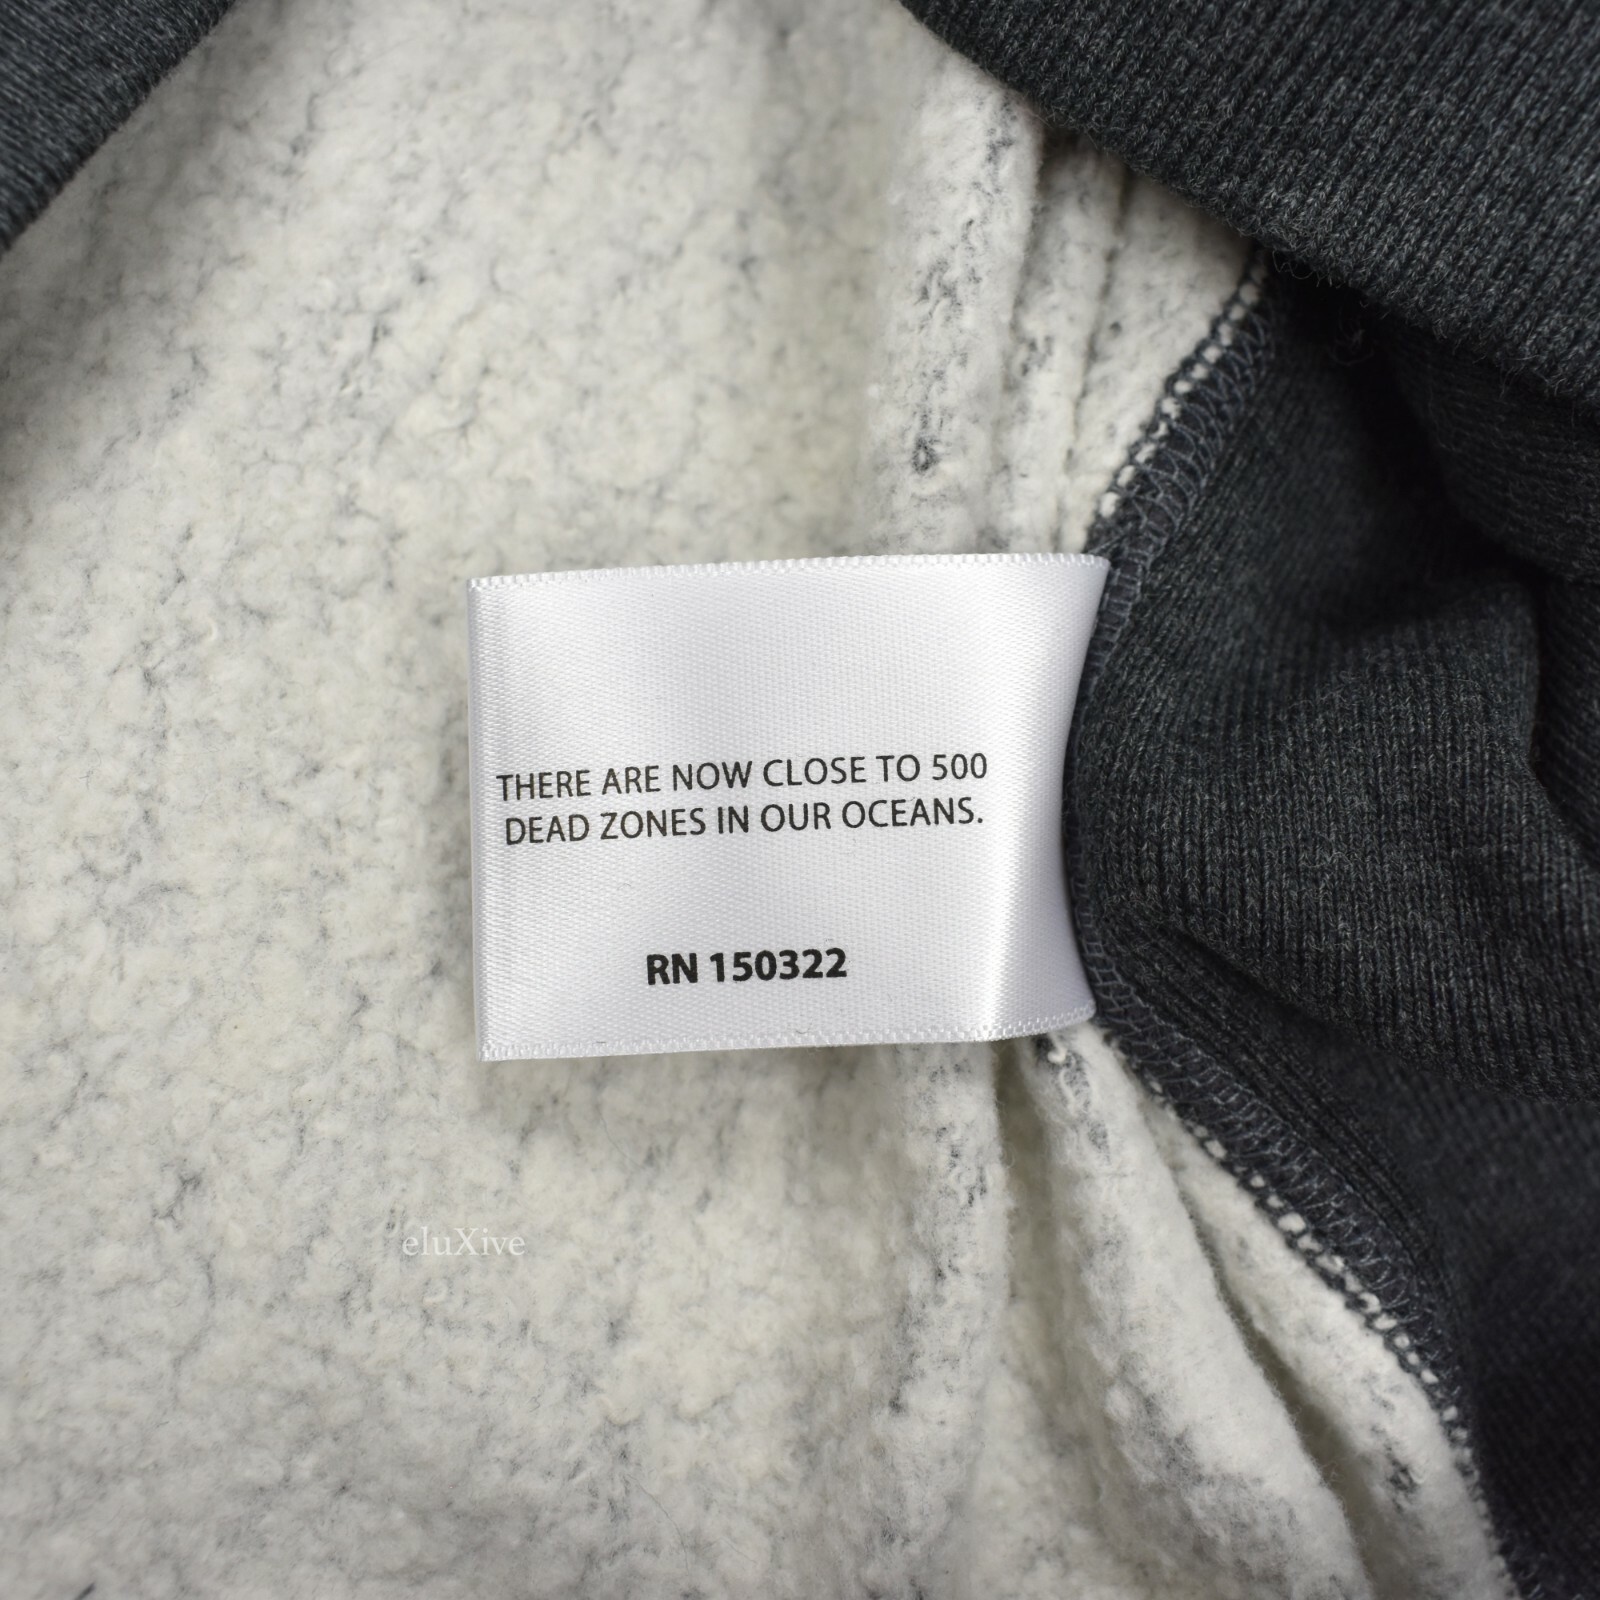 THERE ARE NOW CLOSE TO 500
DEAD ZONES IN OUR OCEANS.
RN 150322
eluXive